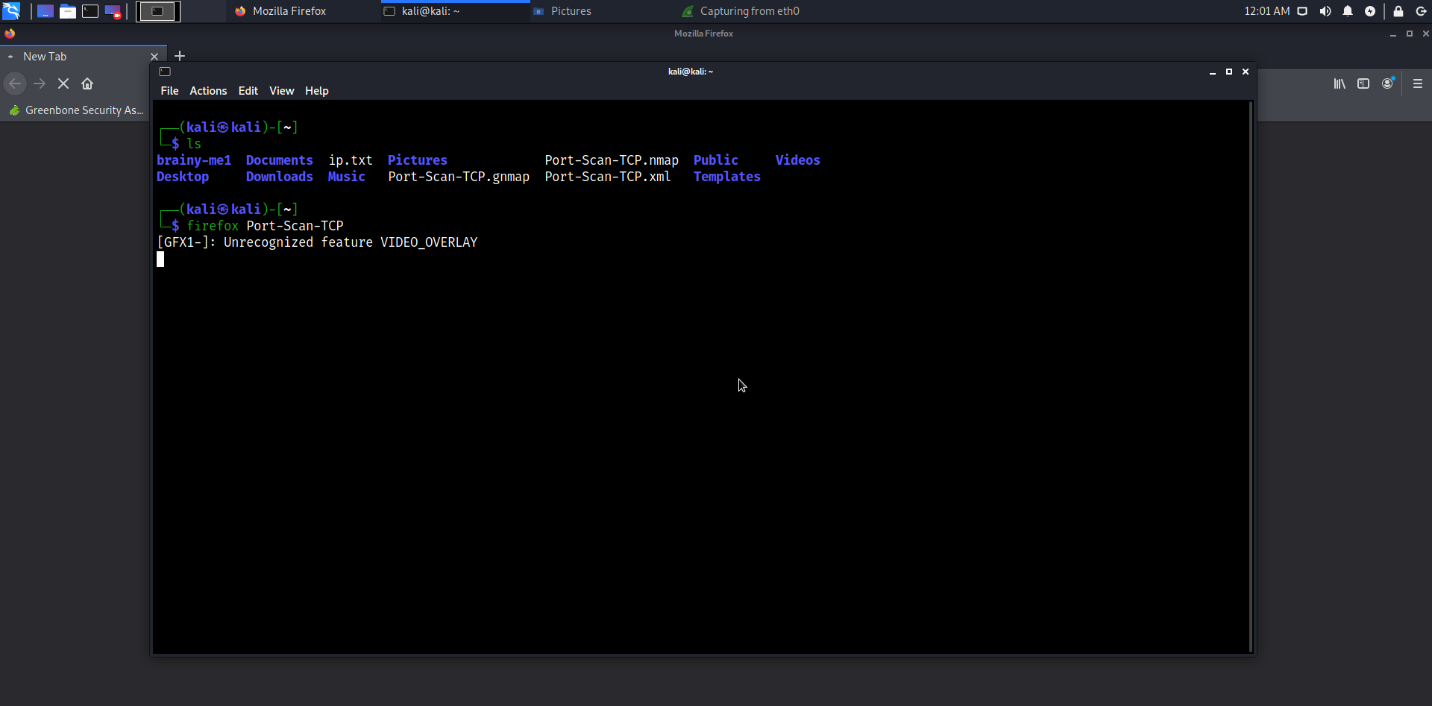 Mozilla Firefox
kali@kali: ~
Pictures
Capturing from eth0
12:01 AM
Mozilla Firefox
New Tab
Greenbone Security As...
kali@kali: ~
File Actions Edit View Help
┌──(kali㉿kali)-[~]
└─$ ls
brainy-me1 Documents ip.txt Pictures Port-Scan-TCP.nmap Public Videos
Desktop Downloads Music Port-Scan-TCP.gnmap Port-Scan-TCP.xml Templates
┌──(kali㉿kali)-[~]
└─$ firefox Port-Scan-TCP
[GFX1-]: Unrecognized feature VIDEO_OVERLAY